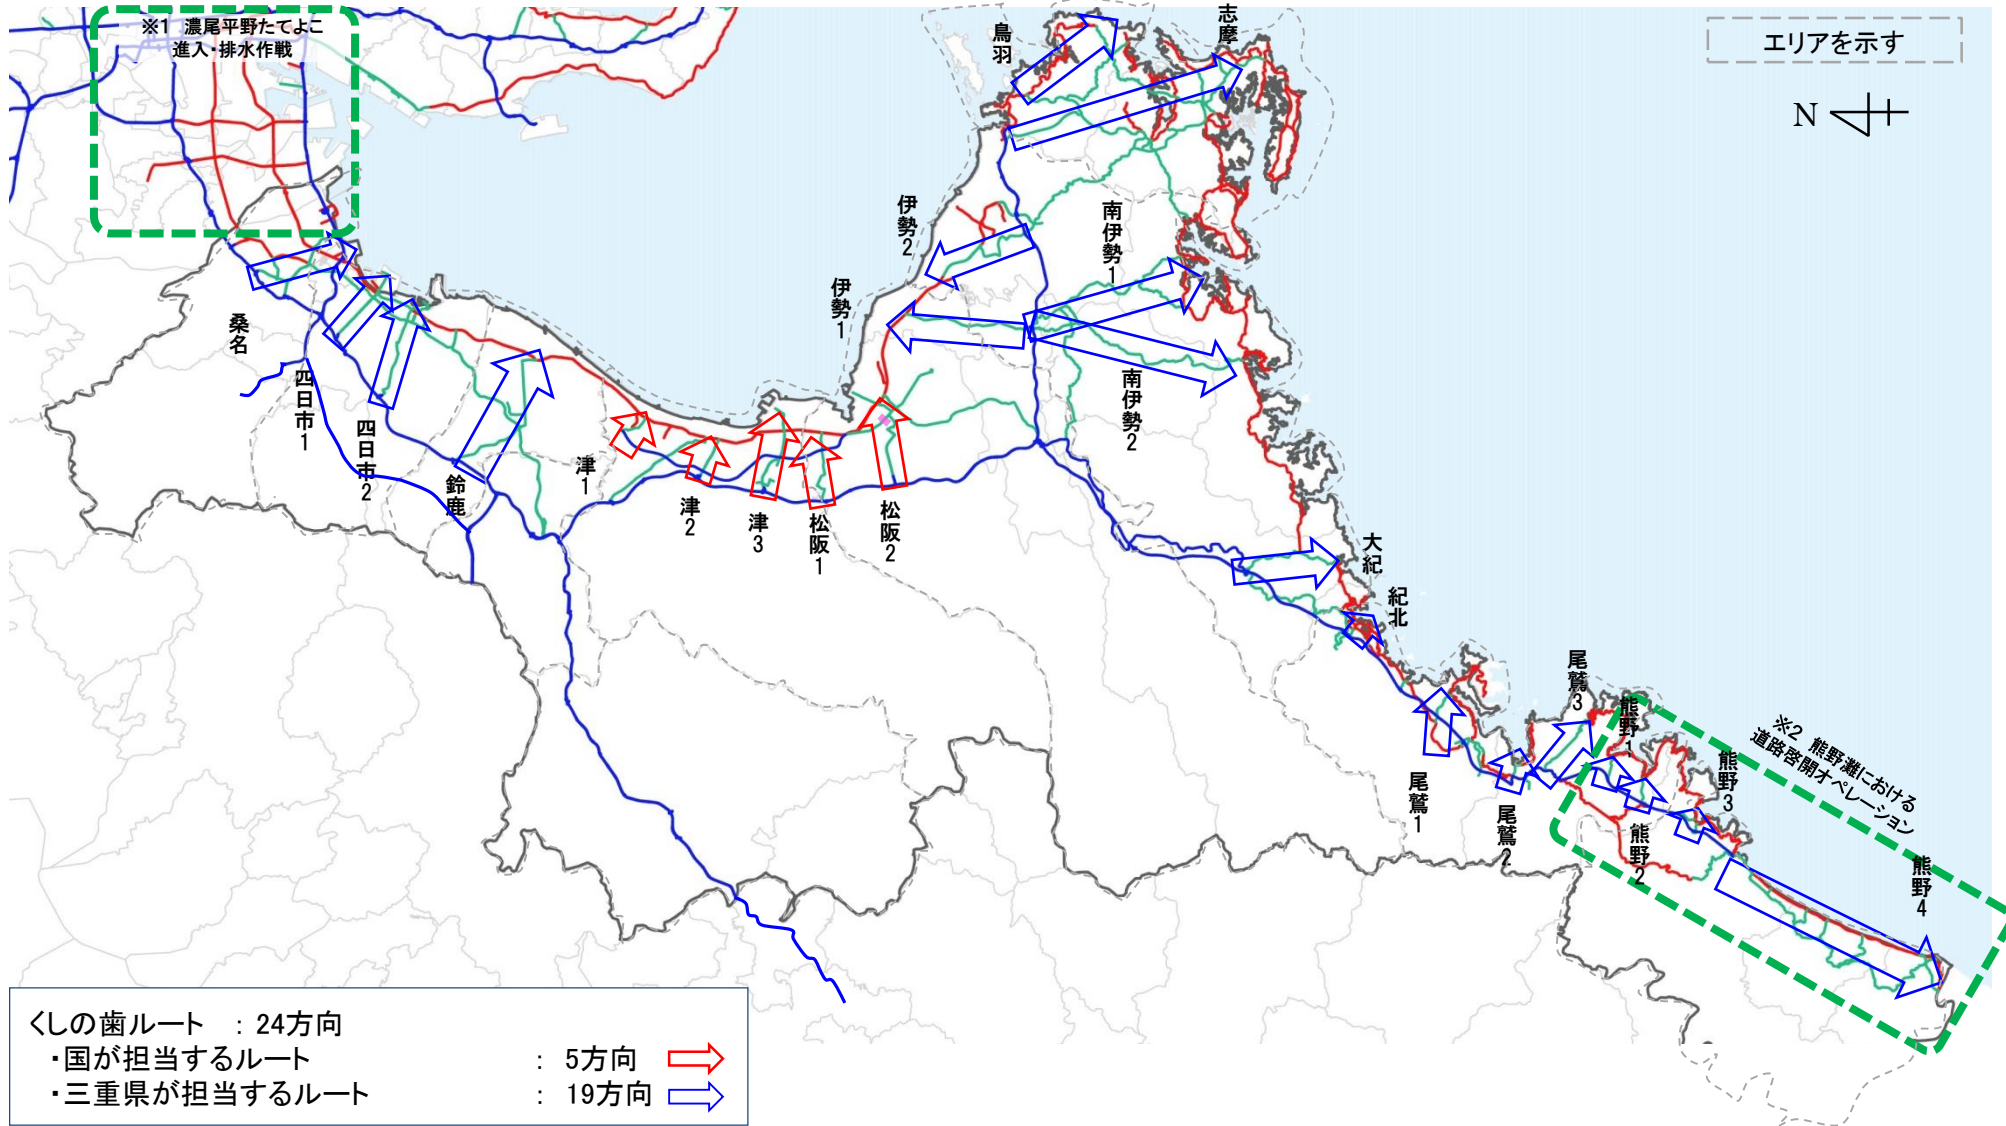 ※1 濃尾平野たてよこ
進入・排水作戦
鳥羽
志摩
エリアを示す
N
伊勢2
南伊勢1
伊勢1
桑名
四日市1
四日市2
鈴鹿
津1
津2
津3
松阪1
松阪2
南伊勢2
大紀
紀北
尾鷲1
尾鷲2
尾鷲3
熊野1
熊野2
熊野3
熊野4
※2 熊野灘における
道路啓開オペレーション
くしの歯ルート : 24方向
・国が担当するルート : 5方向
・三重県が担当するルート : 19方向